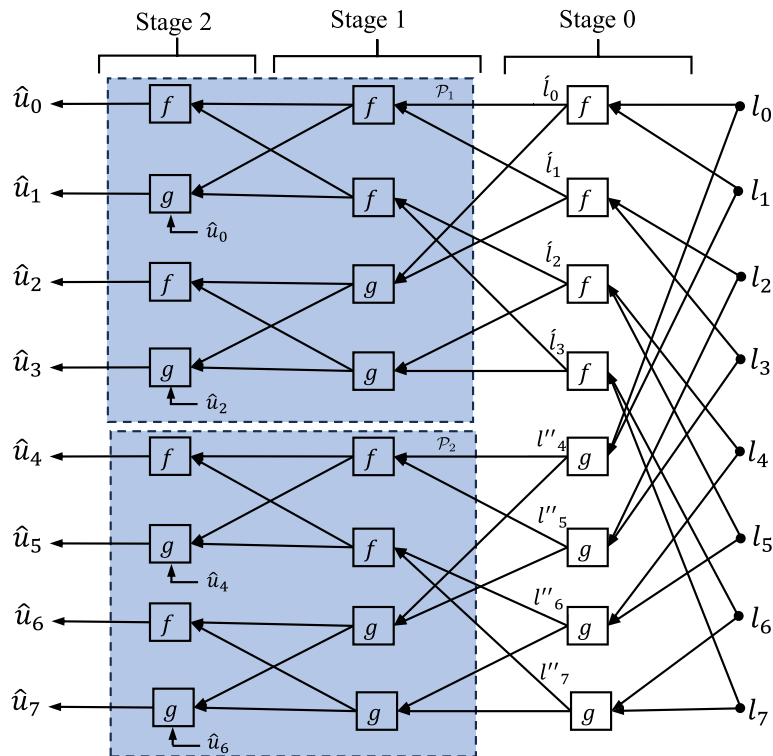 Stage 2 Stage 1 Stage 0
û₀ f f 𝒫₁ ĺ₀ f l₀
û₁ g f ĺ₁ f l₁
û₀
û₂ f g ĺ₂ f l₂
û₃ g g ĺ₃ f l₃
û₂
û₄ f f 𝒫₂ l''₄ g l₄
û₅ g f l''₅ g l₅
û₄
û₆ f g l''₆ g l₆
û₇ g g l''₇ g l₇
û₆